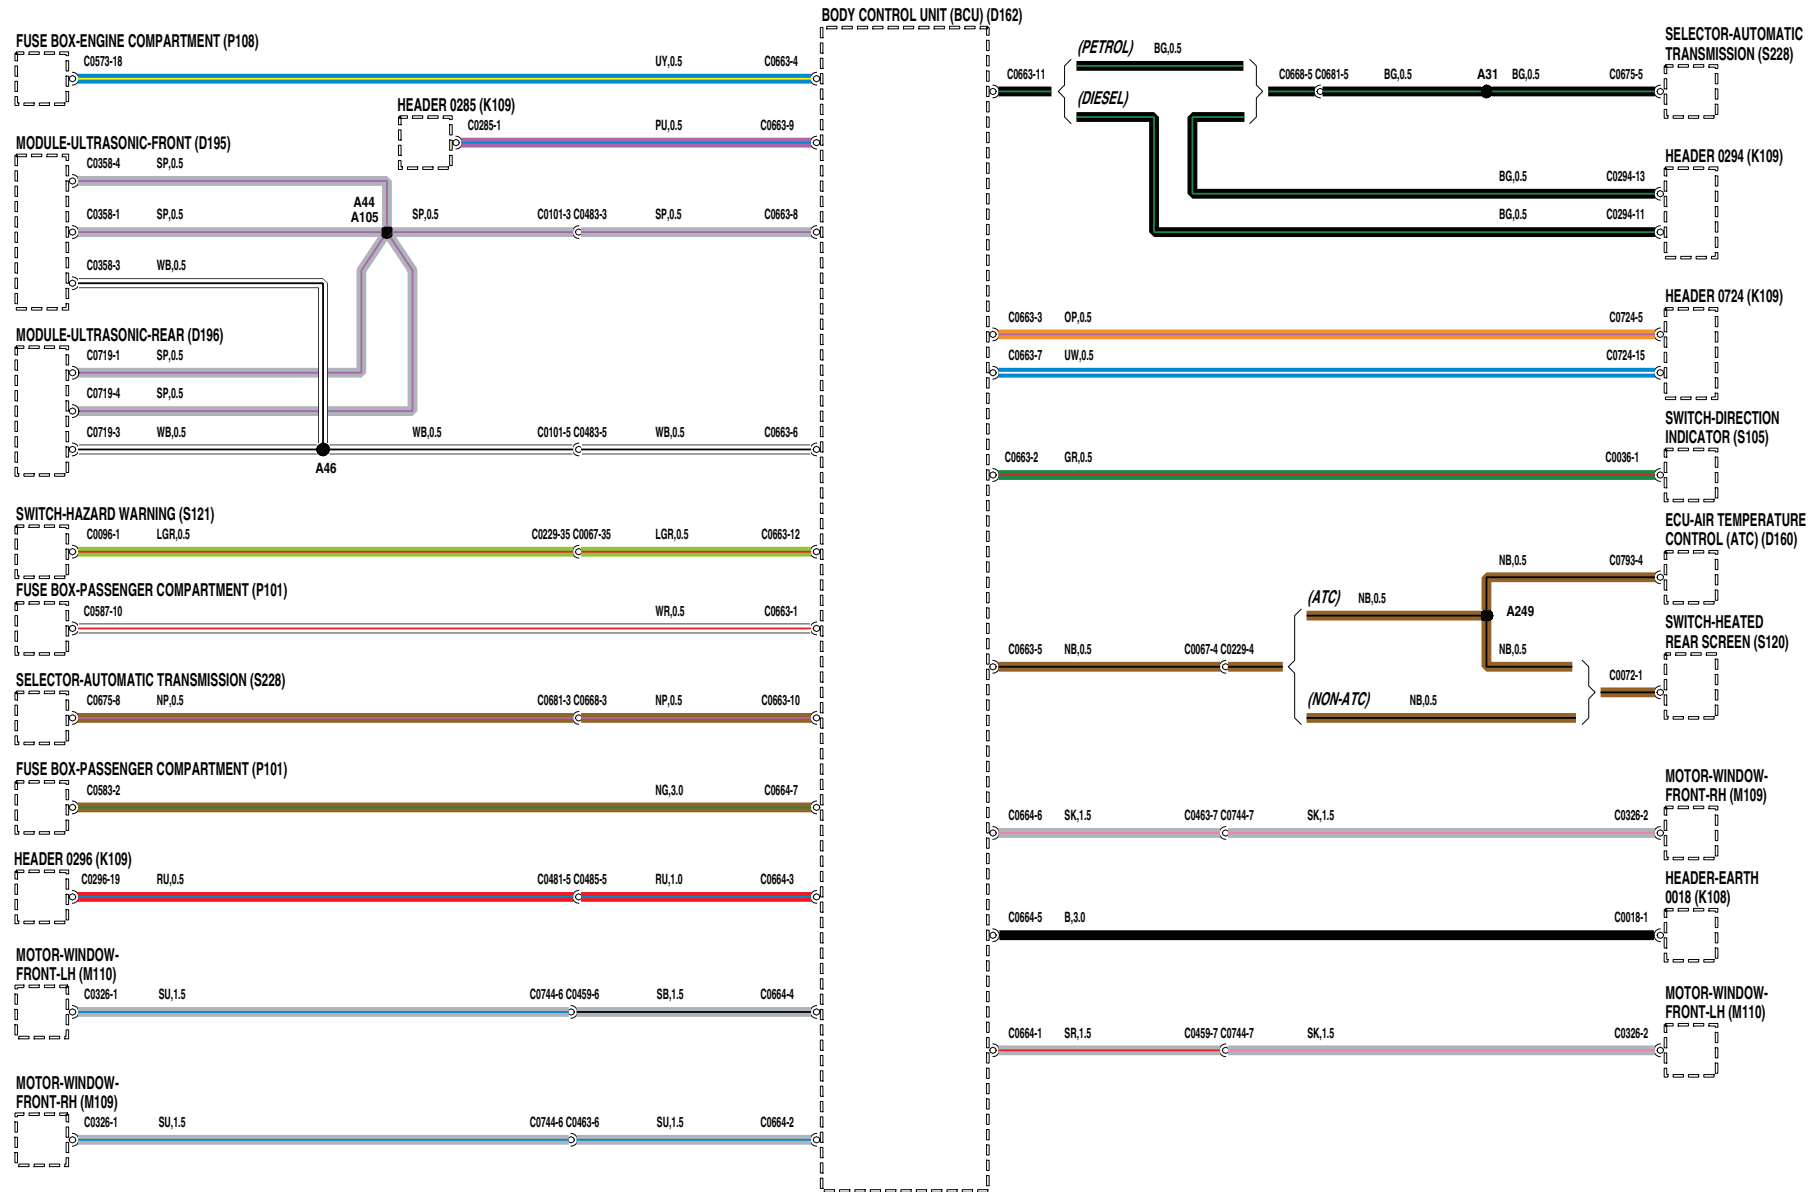 BODY CONTROL UNIT (BCU) (D162)
FUSE BOX-ENGINE COMPARTMENT (P108)
C0573-18 UY,0.5 C0663-4
HEADER 0285 (K109)
C0285-1 PU,0.5 C0663-9
MODULE-ULTRASONIC-FRONT (D195)
C0358-4 SP,0.5
A44
A105
C0358-1 SP,0.5 SP,0.5 C0101-3 C0483-3 SP,0.5 C0663-8
C0358-3 WB,0.5
MODULE-ULTRASONIC-REAR (D196)
C0719-1 SP,0.5
C0719-4 SP,0.5
C0719-3 WB,0.5 WB,0.5 C0101-5 C0483-5 WB,0.5 C0663-6
A46
SWITCH-HAZARD WARNING (S121)
C0096-1 LGR,0.5 C0229-35 C0067-35 LGR,0.5 C0663-12
FUSE BOX-PASSENGER COMPARTMENT (P101)
C0587-10 WR,0.5 C0663-1
SELECTOR-AUTOMATIC TRANSMISSION (S228)
C0675-8 NP,0.5 C0681-3 C0668-3 NP,0.5 C0663-10
FUSE BOX-PASSENGER COMPARTMENT (P101)
C0583-2 NG,3.0 C0664-7
HEADER 0296 (K109)
C0296-19 RU,0.5 C0481-5 C0485-5 RU,1.0 C0664-3
MOTOR-WINDOW-
FRONT-LH (M110)
C0326-1 SU,1.5 C0744-6 C0459-6 SB,1.5 C0664-4
MOTOR-WINDOW-
FRONT-RH (M109)
C0326-1 SU,1.5 C0744-6 C0463-6 SU,1.5 C0664-2
SELECTOR-AUTOMATIC
TRANSMISSION (S228)
(PETROL) BG,0.5
C0663-11 C0668-5 C0681-5 BG,0.5 A31 BG,0.5 C0675-5
(DIESEL)
HEADER 0294 (K109)
BG,0.5 C0294-13
BG,0.5 C0294-11
HEADER 0724 (K109)
C0663-3 OP,0.5 C0724-5
C0663-7 UW,0.5 C0724-15
SWITCH-DIRECTION
INDICATOR (S105)
C0663-2 GR,0.5 C0036-1
ECU-AIR TEMPERATURE
CONTROL (ATC) (D160)
NB,0.5 C0793-4
(ATC) NB,0.5 A249
SWITCH-HEATED
REAR SCREEN (S120)
C0663-5 NB,0.5 C0067-4 C0229-4 NB,0.5
C0072-1
(NON-ATC) NB,0.5
MOTOR-WINDOW-
FRONT-RH (M109)
C0664-6 SK,1.5 C0463-7 C0744-7 SK,1.5 C0326-2
HEADER-EARTH
0018 (K108)
C0664-5 B,3.0 C0018-1
MOTOR-WINDOW-
FRONT-LH (M110)
C0664-1 SR,1.5 C0459-7 C0744-7 SK,1.5 C0326-2